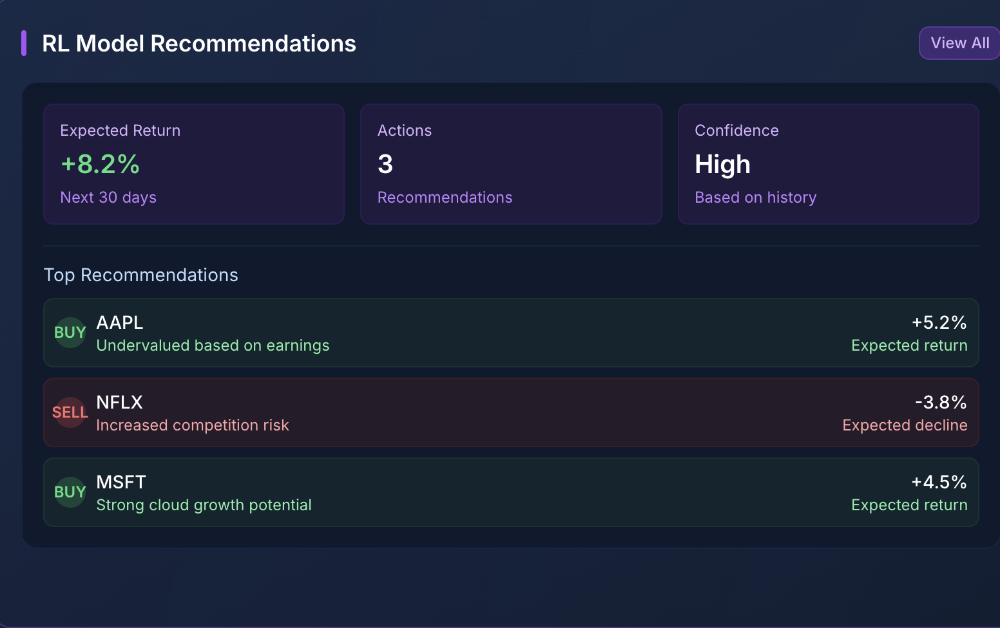 RL Model Recommendations
View All
Expected Return
+8.2%
Next 30 days
Actions
3
Recommendations
Confidence
High
Based on history
Top Recommendations
BUY
AAPL
Undervalued based on earnings
+5.2%
Expected return
SELL
NFLX
Increased competition risk
-3.8%
Expected decline
BUY
MSFT
Strong cloud growth potential
+4.5%
Expected return